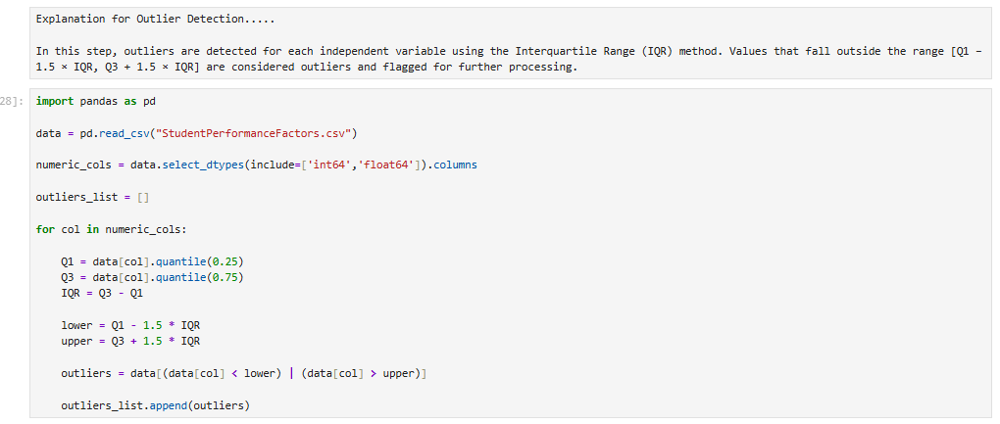 Explanation for Outlier Detection.....
In this step, outliers are detected for each independent variable using the Interquartile Range (IQR) method. Values that fall outside the range [Q1 −
1.5 × IQR, Q3 + 1.5 × IQR] are considered outliers and flagged for further processing.
28]:
import pandas as pd
data = pd.read_csv("StudentPerformanceFactors.csv")
numeric_cols = data.select_dtypes(include=['int64','float64']).columns
outliers_list = []
for col in numeric_cols:
    Q1 = data[col].quantile(0.25)
    Q3 = data[col].quantile(0.75)
    IQR = Q3 - Q1
    lower = Q1 - 1.5 * IQR
    upper = Q3 + 1.5 * IQR
    outliers = data[(data[col] < lower) | (data[col] > upper)]
    outliers_list.append(outliers)